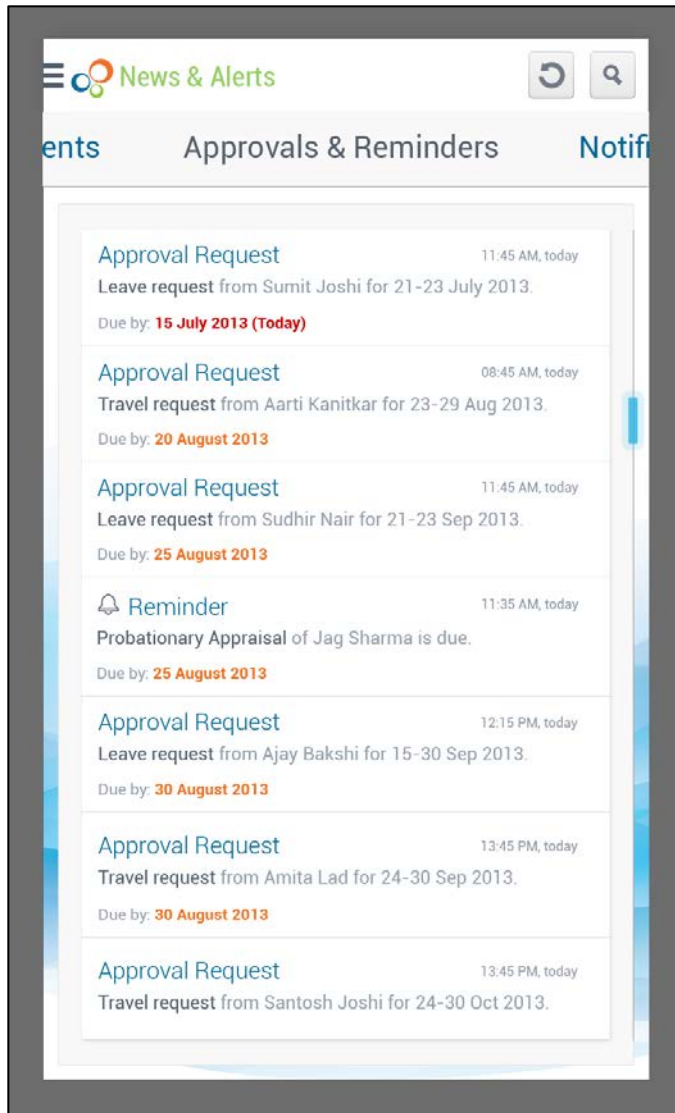 News & Alerts
ents Approvals & Reminders Notifi
Approval Request 11:45 AM, today
Leave request from Sumit Joshi for 21-23 July 2013.
Due by: 15 July 2013 (Today)
Approval Request 08:45 AM, today
Travel request from Aarti Kanitkar for 23-29 Aug 2013.
Due by: 20 August 2013
Approval Request 11:45 AM, today
Leave request from Sudhir Nair for 21-23 Sep 2013.
Due by: 25 August 2013
Reminder 11:35 AM, today
Probationary Appraisal of Jag Sharma is due.
Due by: 25 August 2013
Approval Request 12:15 PM, today
Leave request from Ajay Bakshi for 15-30 Sep 2013.
Due by: 30 August 2013
Approval Request 13:45 PM, today
Travel request from Amita Lad for 24-30 Sep 2013.
Due by: 30 August 2013
Approval Request 13:45 PM, today
Travel request from Santosh Joshi for 24-30 Oct 2013.